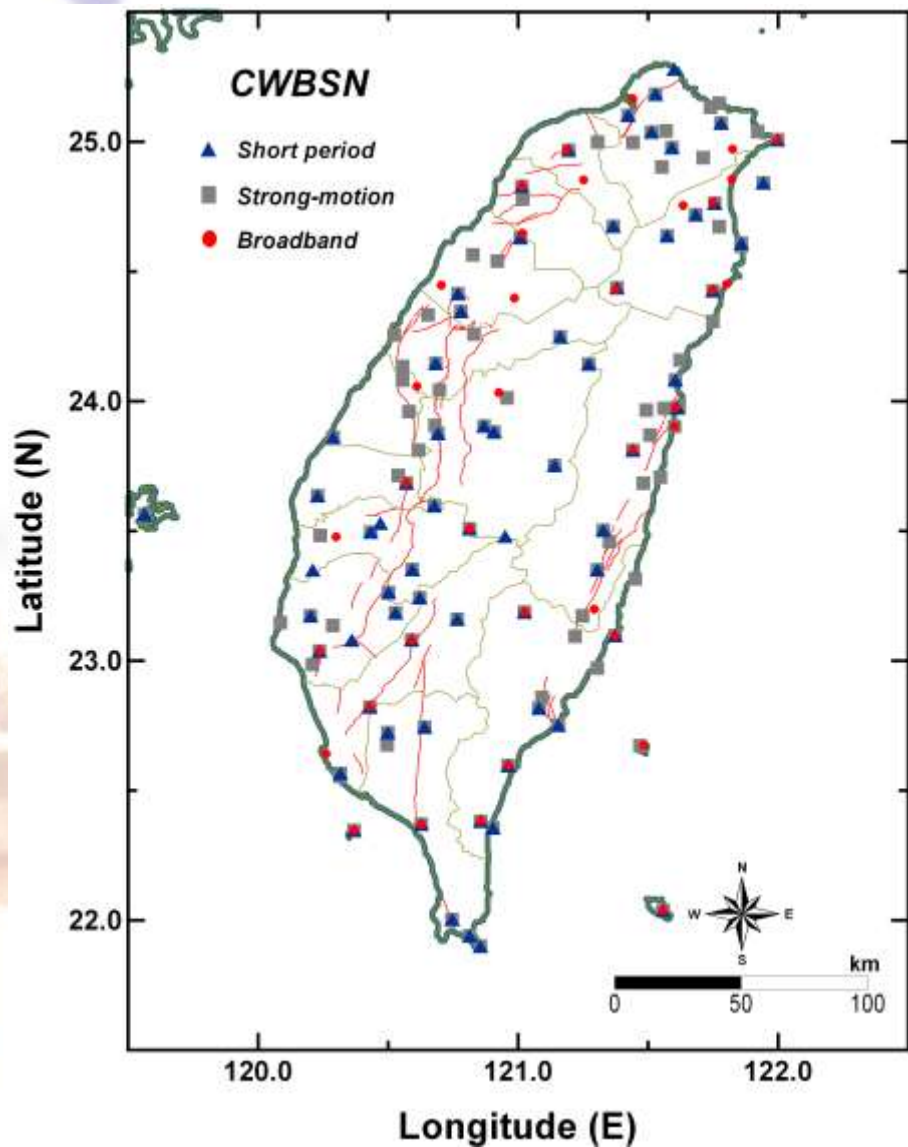 CWBSN
Short period
Strong-motion
Broadband
25.0
24.0
23.0
22.0
Latitude (N)
N
W
E
S
km
0
50
100
120.0
121.0
122.0
Longitude (E)